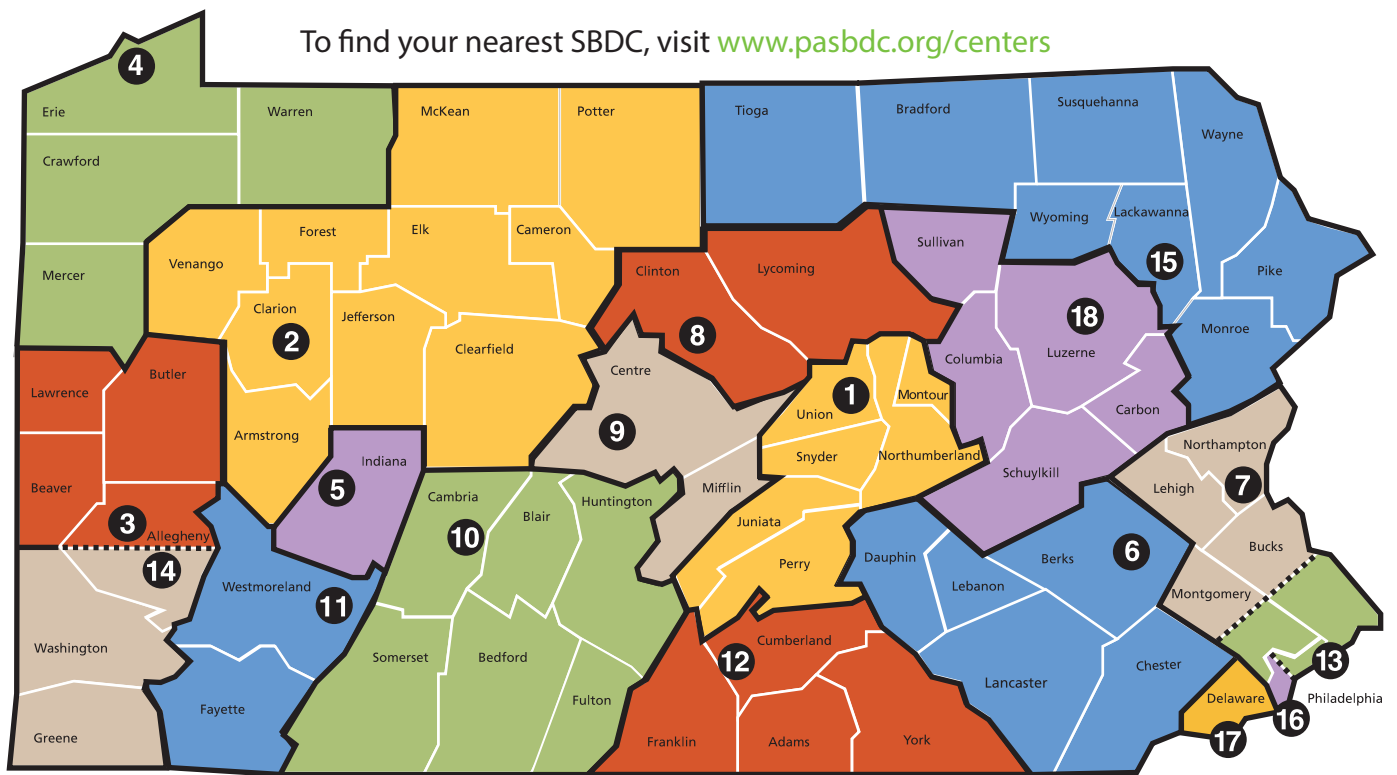 To find your nearest SBDC, visit www.pasbdc.org/centers
4
Erie
Warren
McKean
Potter
Tioga
Bradford
Susquehanna
Wayne
Crawford
Mercer
Venango
Forest
Elk
Cameron
Clinton
Lycoming
Sullivan
Wyoming
Lackawanna
15
Pike
Clarion
2
Jefferson
Clearfield
8
18
Luzerne
Monroe
Lawrence
Butler
Centre
9
1
Union
Montour
Columbia
Carbon
Armstrong
Beaver
Indiana
5
Snyder
Northumberland
Schuylkill
Northampton
Lehigh
7
3
Allegheny
14
Cambria
10
Blair
Huntington
Mifflin
Juniata
Perry
Dauphin
Lebanon
Berks
6
Bucks
Montgomery
Westmoreland
11
Washington
Somerset
Bedford
Fulton
12
Cumberland
Lancaster
Chester
13
Delaware
Philadelphia
16
17
Greene
Fayette
Franklin
Adams
York